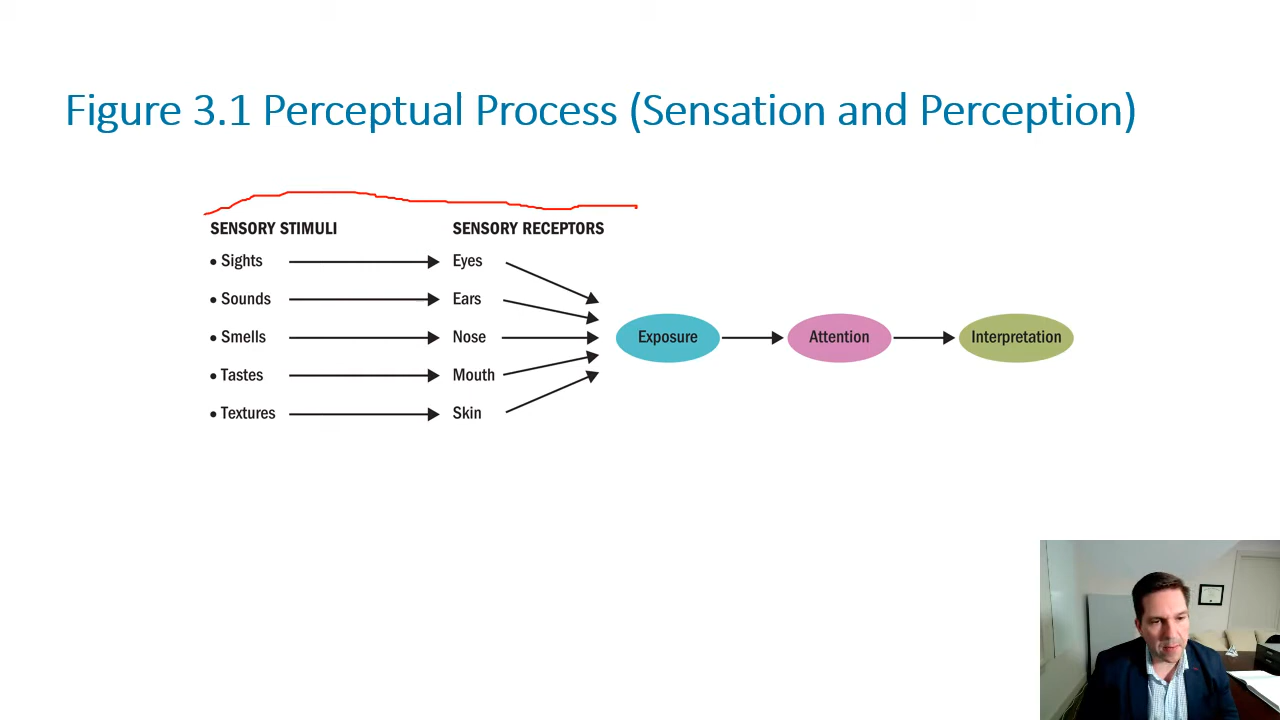 Figure 3.1 Perceptual Process (Sensation and Perception)
SENSORY STIMULI SENSORY RECEPTORS
• Sights Eyes
• Sounds Ears
• Smells Nose Exposure Attention Interpretation
• Tastes Mouth
• Textures Skin